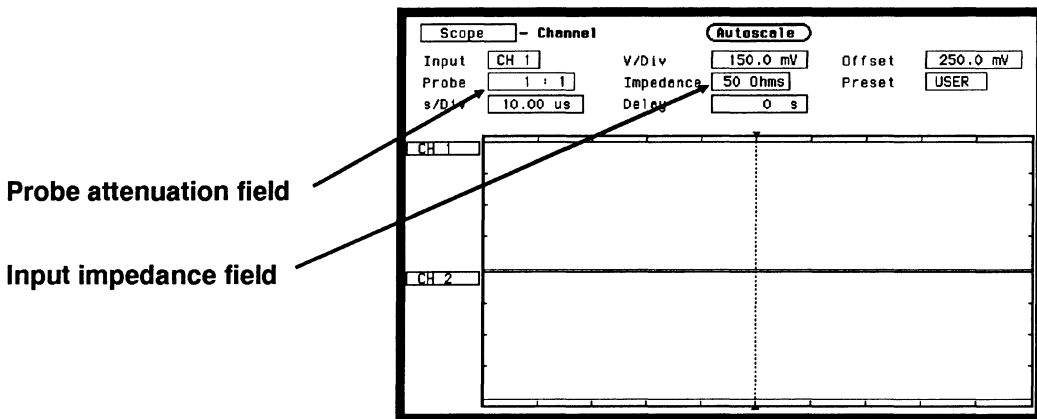 Scope - Channel Autoscale
Input CH 1 V/Div 150.0 mV Offset 250.0 mV
Probe 1 : 1 Impedance 50 Ohms Preset USER
s/Div 10.00 us Delay 0 s
CH 1
Probe attenuation field
Input impedance field
CH 2